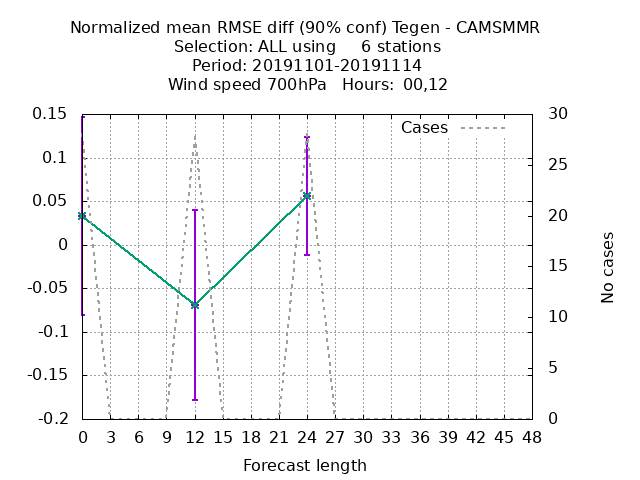 Normalized mean RMSE diff (90% conf) Tegen - CAMSMMR
Selection: ALL using 6 stations
Period: 20191101-20191114
Wind speed 700hPa Hours: 00,12
Cases
0.15
0.1
0.05
0
-0.05
-0.1
-0.15
-0.2
30
25
20
15
10
5
0
No cases
0 3 6 9 12 15 18 21 24 27 30 33 36 39 42 45 48
Forecast length